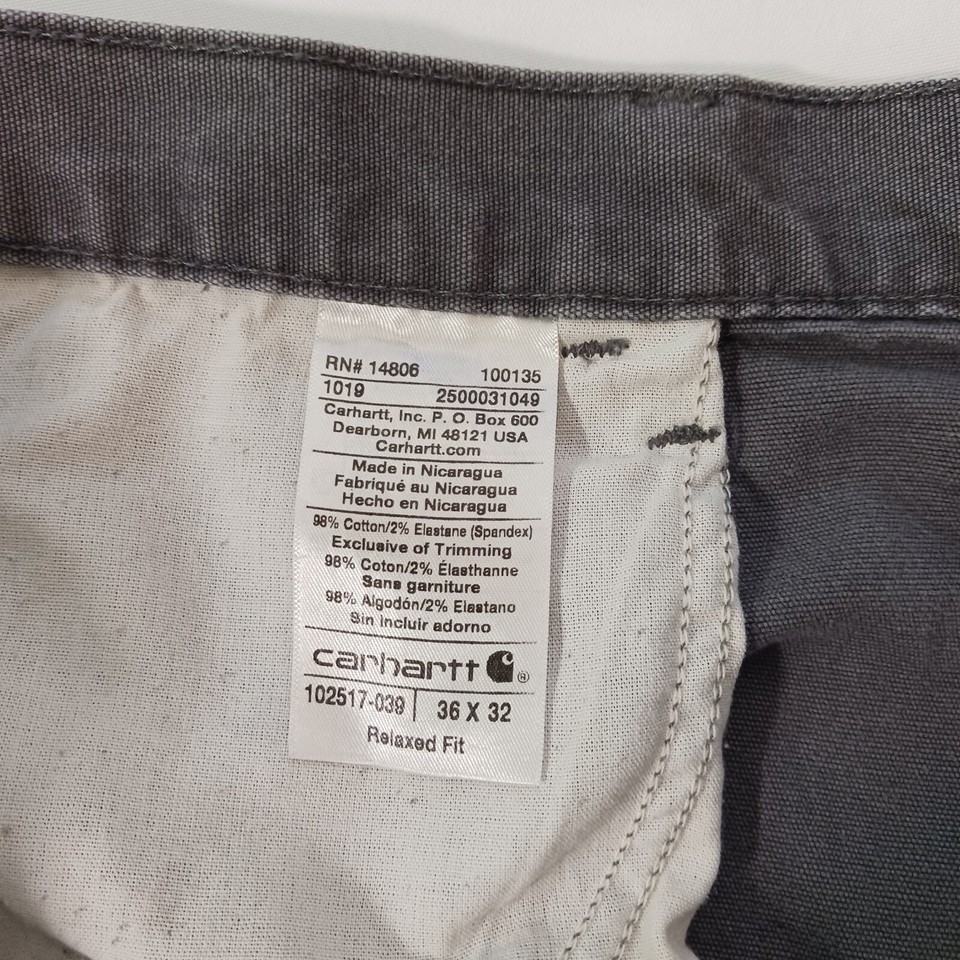 RN# 14806 100135
1019 2500031049
Carhartt, Inc. P. O. Box 600
Dearborn, MI 48121 USA
Carhartt.com
Made in Nicaragua
Fabriqué au Nicaragua
Hecho en Nicaragua
98% Cotton/2% Elastane (Spandex)
Exclusive of Trimming
98% Coton/2% Élasthanne
Sans garniture
98% Algodón/2% Elastano
Sin incluir adorno
carhartt ®
102517-039 36 X 32
Relaxed Fit